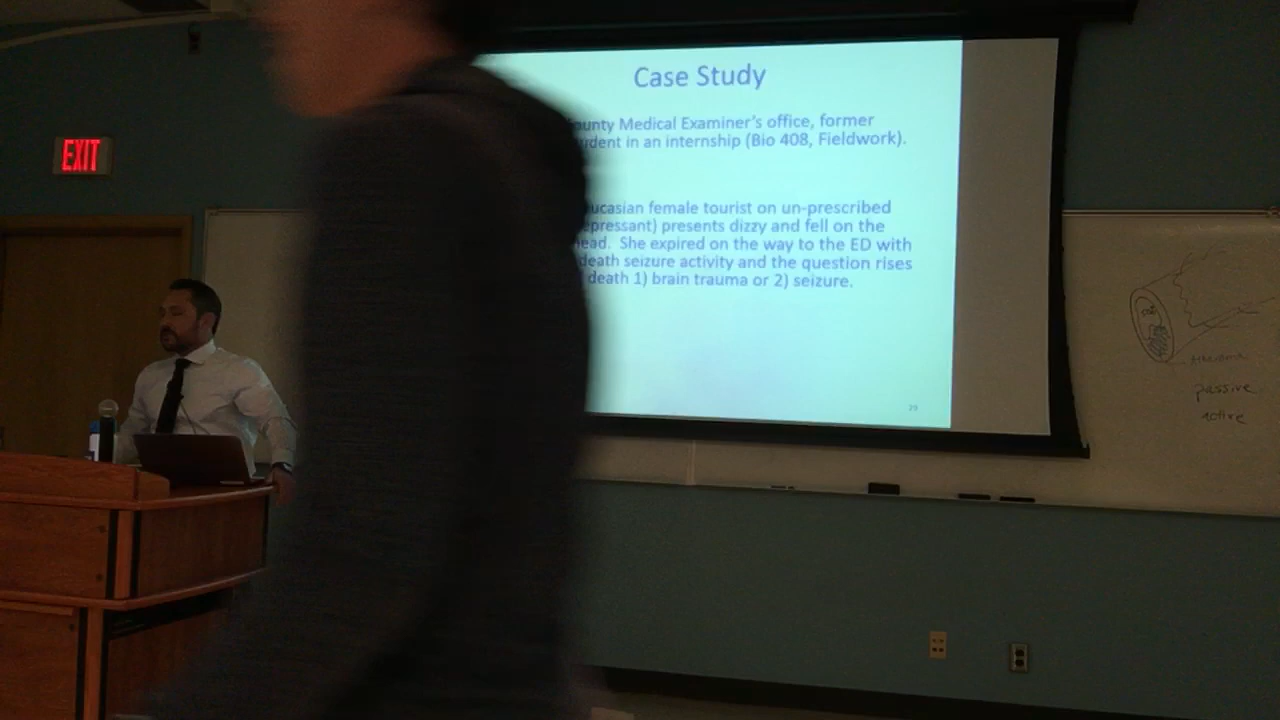 EXIT
Case Study
ounty Medical Examiner's office, former
udent in an internship (Bio 408, Fieldwork).
ucasian female tourist on un-prescribed
epressant) presents dizzy and fell on the
ead. She expired on the way to the ED with
death seizure activity and the question rises
death 1) brain trauma or 2) seizure.
29
passive
active